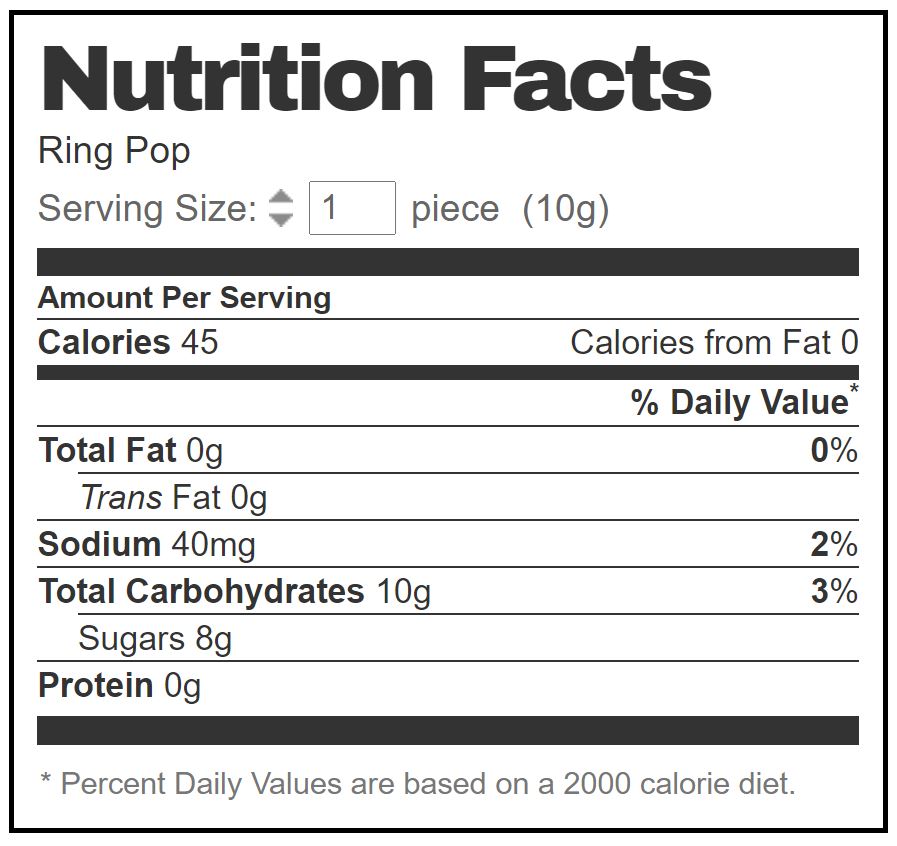 Nutrition Facts
Ring Pop
Serving Size: 1 piece (10g)
Amount Per Serving
Calories 45 Calories from Fat 0
% Daily Value*
Total Fat 0g 0%
Trans Fat 0g
Sodium 40mg 2%
Total Carbohydrates 10g 3%
Sugars 8g
Protein 0g
* Percent Daily Values are based on a 2000 calorie diet.